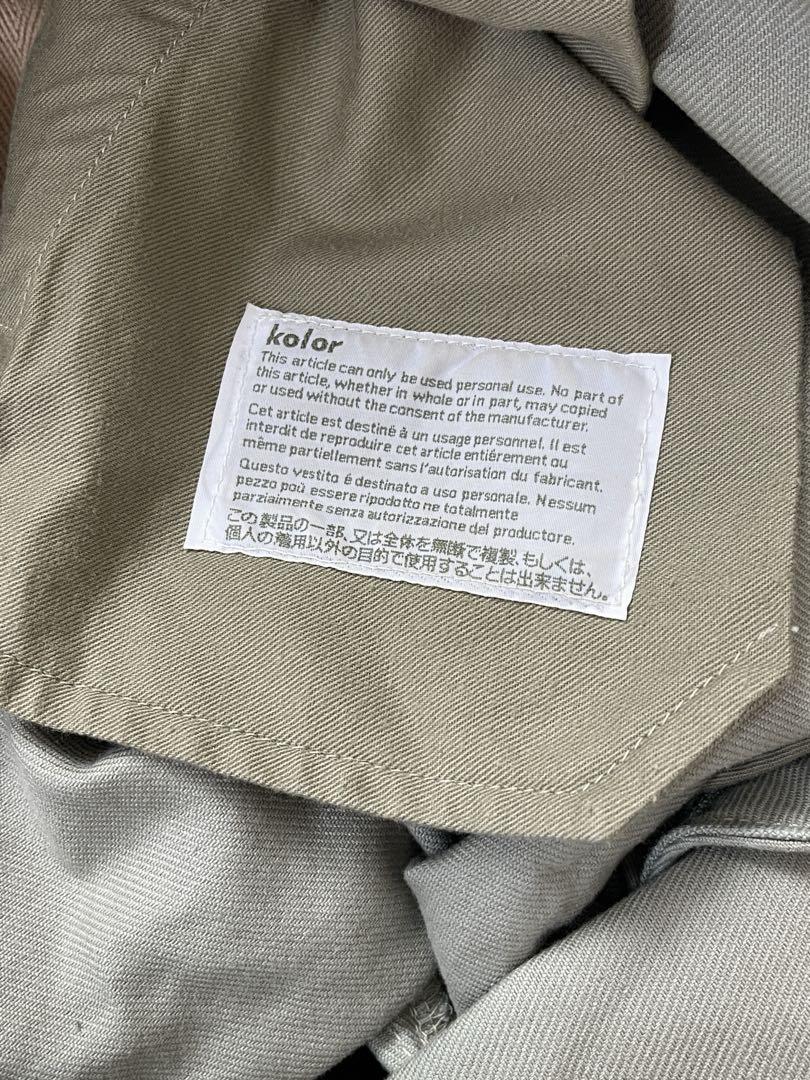 kolor
This article can only be used personal use. No part of
this article, whether in whole or in part, may copied
or used without the consent of the manufacturer.
Cet article est destiné à un usage personnel. Il est
interdit de reproduire cet article entiérement ou
même partiellement sans l'autorisation du fabricant.
Questo vestito é destinato a uso personale. Nessum
pezzo paú essere ripodotto ne totalmente
parziaimente senza autorizzazione del productore.
この製品の一部、又は全体を無断で複製、もしくは、
個人の着用以外の目的で使用することは出来ません。